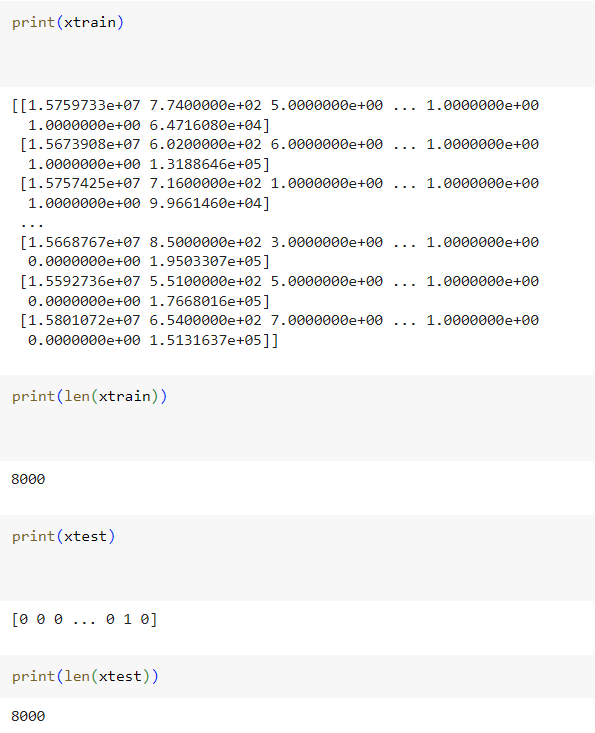 print(xtrain)
[[1.5759733e+07 7.7400000e+02 5.0000000e+00 ... 1.0000000e+00
1.0000000e+00 6.4716080e+04]
[1.5673908e+07 6.0200000e+02 6.0000000e+00 ... 1.0000000e+00
1.0000000e+00 1.3188646e+05]
[1.5757425e+07 7.1600000e+02 1.0000000e+00 ... 1.0000000e+00
1.0000000e+00 9.9661460e+04]
...
[1.5668767e+07 8.5000000e+02 3.0000000e+00 ... 1.0000000e+00
0.0000000e+00 1.9503307e+05]
[1.5592736e+07 5.5100000e+02 5.0000000e+00 ... 1.0000000e+00
0.0000000e+00 1.7668016e+05]
[1.5801072e+07 6.5400000e+02 7.0000000e+00 ... 1.0000000e+00
0.0000000e+00 1.5131637e+05]]
print(len(xtrain))
8000
print(xtest)
[0 0 0 ... 0 1 0]
print(len(xtest))
8000